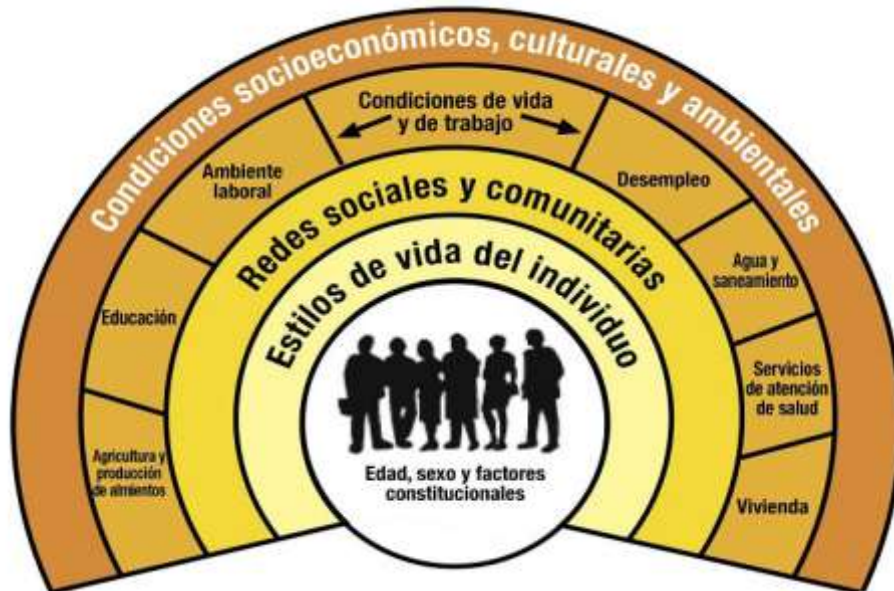 Condiciones socioeconómicos, culturales y ambientales
Condiciones de vida
y de trabajo
Ambiente
laboral
Desempleo
Educación
Agua y
saneamiento
Agricultura y
producción
de almientos
Servicios
de atención
de salud
Vivienda
Redes sociales y comunitarias
Estilos de vida del individuo
Edad, sexo y factores
constitucionales